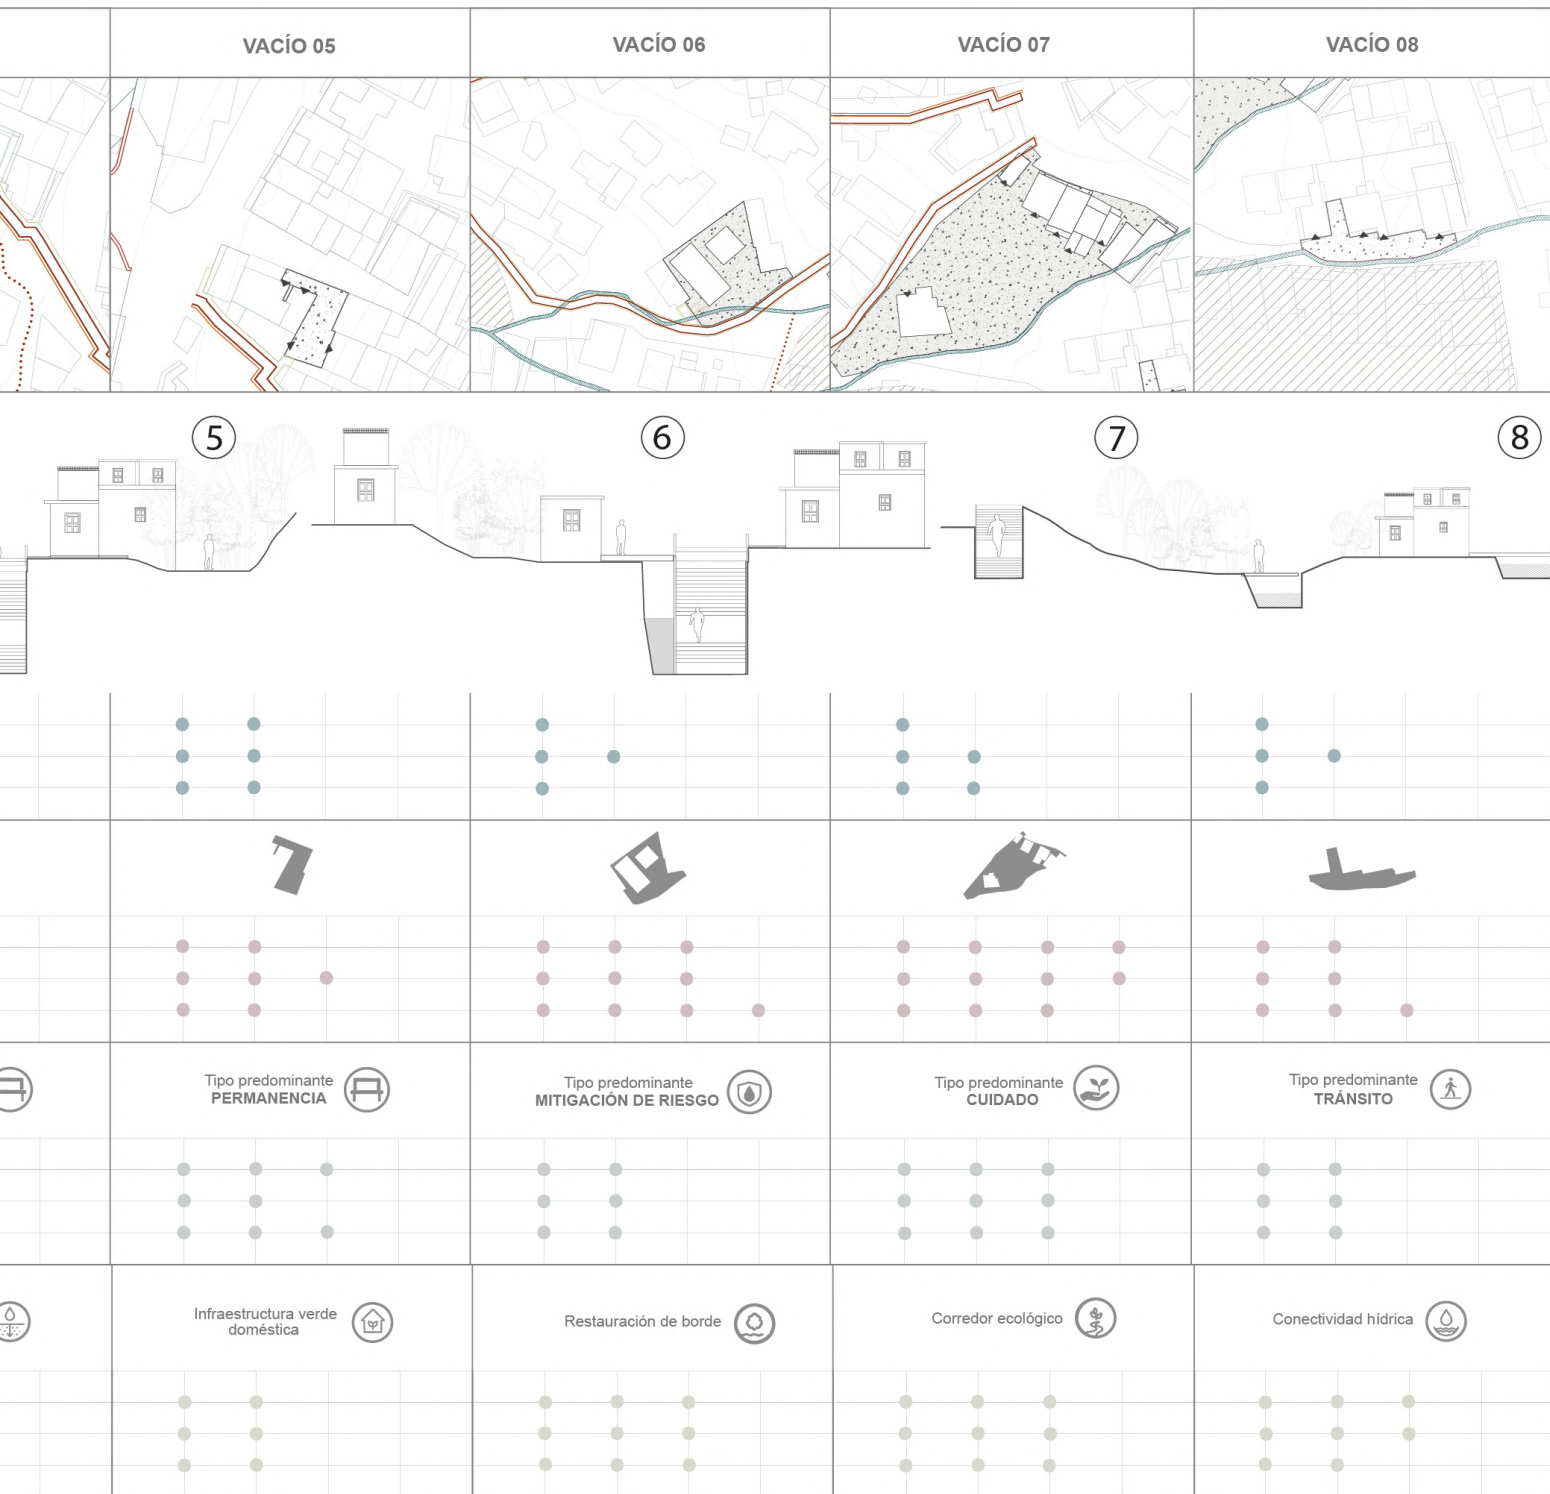 VACÍO 05
VACÍO 06
VACÍO 07
VACÍO 08
5
6
7
8
Tipo predominante
PERMANENCIA
Tipo predominante
MITIGACIÓN DE RIESGO
Tipo predominante
CUIDADO
Tipo predominante
TRÁNSITO
Infraestructura verde
doméstica
Restauración de borde
Corredor ecológico
Conectividad hídrica